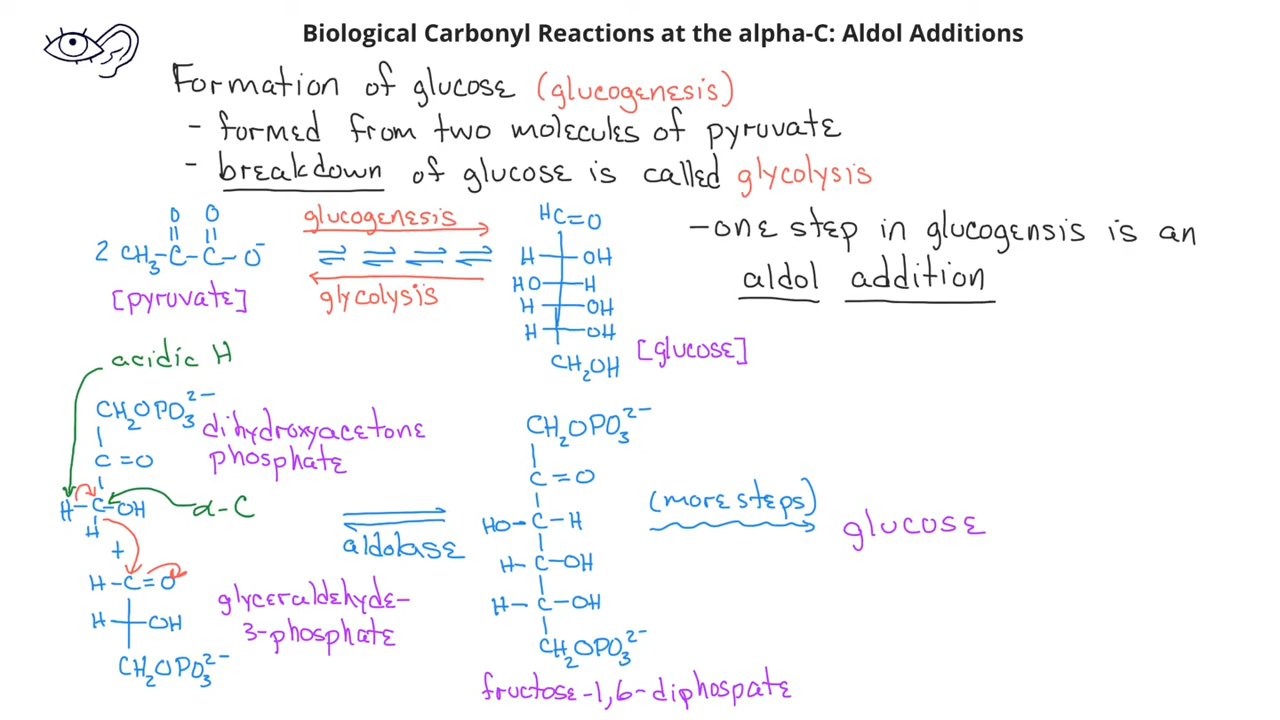 Biological Carbonyl Reactions at the alpha-C: Aldol Additions
Formation of glucose (glucogenesis)
- formed from two molecules of pyruvate
- breakdown of glucose is called glycolysis
- one step in glucogensis is an
aldol addition
O O
2 CH3-C-C-O-
[pyruvate]
glucogenesis
glycolysis
HC=O
H OH
HO H
H OH
H OH
CH2OH
[glucose]
acidic H
CH2OPO3 2-
C=O
H-C-OH
H
α-C
dihydroxyacetone
phosphate
+
H-C=O
H OH
CH2OPO3 2-
glyceraldehyde-
3-phosphate
aldolase
CH2OPO3 2-
C=O
HO-C-H
H-C-OH
H-C-OH
CH2OPO3 2-
fructose-1,6-diphospate
(more steps)
glucose